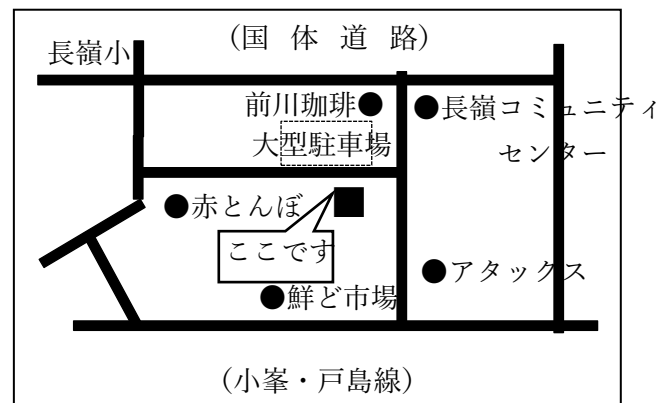 (国 体 道 路)
長嶺小
前川珈琲●
●長嶺コミュニティ
センター
大型駐車場
●赤とんぼ
ここです
●アタックス
●鮮ど市場
(小峯・戸島線)